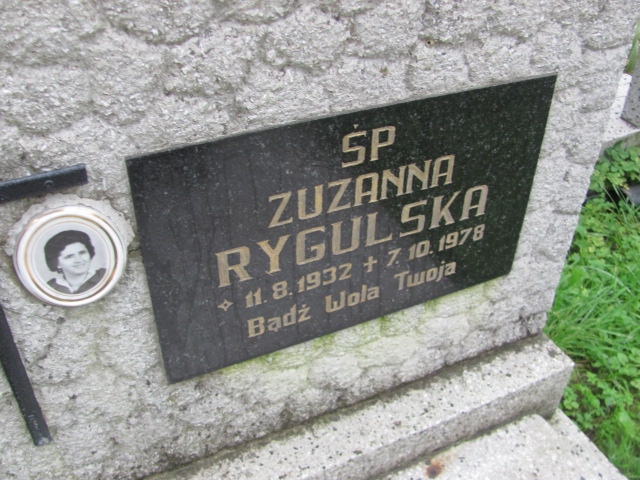 ŚP
ZUZANNA
RYGULSKA
✧ 11.8.1932 + 7.10.1978
Bądź Wola Twoja